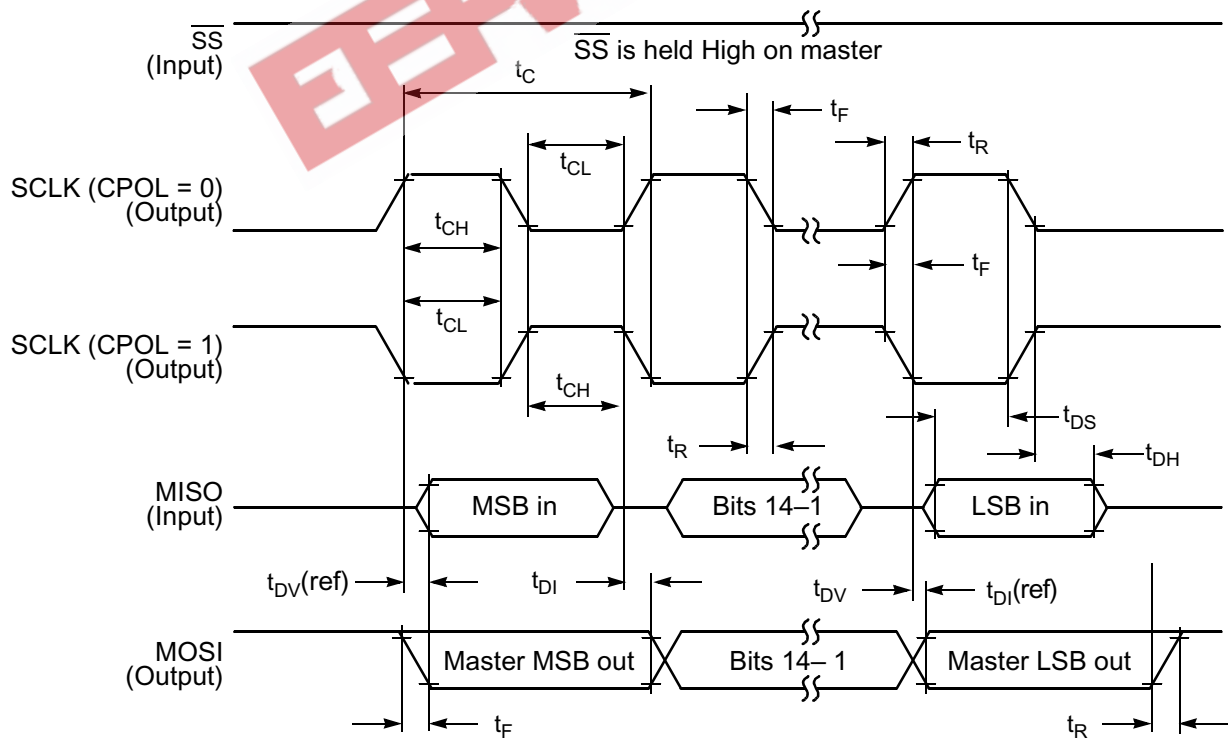 SS
(Input)
SS is held High on master
tC
tF
tR
tCL
SCLK (CPOL = 0)
(Output)
tCH
tF
tCL
SCLK (CPOL = 1)
(Output)
tCH
tDS
tR
tDH
MISO
(Input)
MSB in
Bits 14–1
LSB in
tDV(ref)
tDI
tDV
tDI(ref)
MOSI
(Output)
Master MSB out
Bits 14– 1
Master LSB out
tF
tR